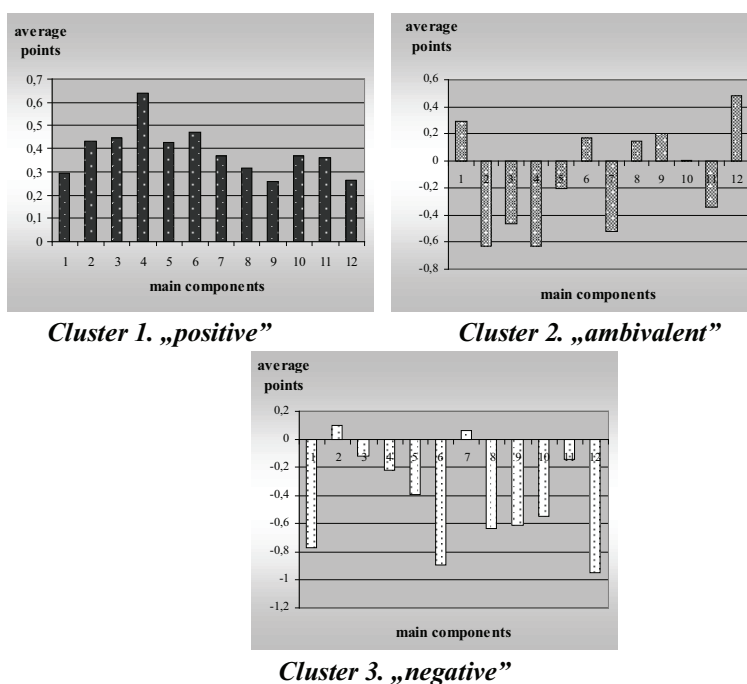 average
points
0,7
0,6
0,5
0,4
0,3
0,2
0,1
0
1 2 3 4 5 6 7 8 9 10 11 12
main components
Cluster 1. „positive”
average
points
0,6
0,4
0,2
0
-0,2
-0,4
-0,6
-0,8
1 2 3 4 5 6 7 8 9 10 11 12
main components
Cluster 2. „ambivalent”
average
points
0,2
0
-0,2
-0,4
-0,6
-0,8
-1
-1,2
1 2 3 4 5 6 7 8 9 10 11 12
main components
Cluster 3. „negative”